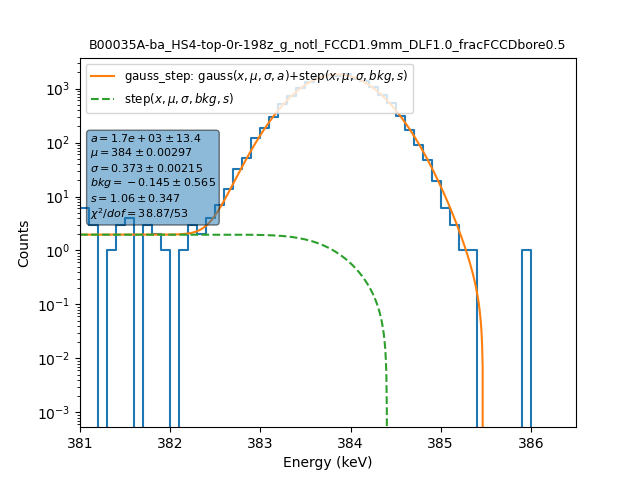 B00035A-ba_HS4-top-0r-198z_g_notl_FCCD1.9mm_DLF1.0_fracFCCDbore0.5
gauss_step: gauss(x, μ, σ, a)+step(x, μ, σ, bkg, s)
step(x, μ, σ, bkg, s)
a = 1.7e + 03 ± 13.4
μ = 384 ± 0.00297
σ = 0.373 ± 0.00215
bkg = −0.145 ± 0.565
s = 1.06 ± 0.347
χ²/dof = 38.87/53
Counts
10³
10²
10¹
10⁰
10⁻¹
10⁻²
10⁻³
381 382 383 384 385 386
Energy (keV)